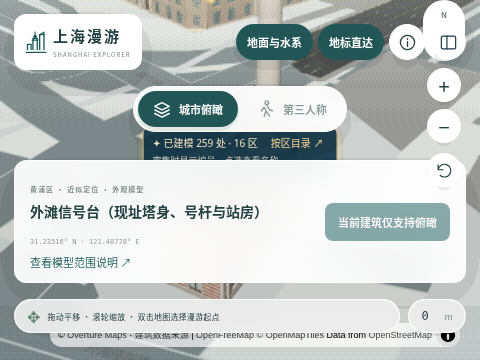 上海漫游
SHANGHAI EXPLORER
地面与水系
地标直达
N
城市俯瞰
第三人称
✦ 已建模 259 处 · 16 区 按区目录 ↗
黄浦区 · 近似定位 · 外观模型
外滩信号台（现址塔身、号杆与站房）
当前建筑仅支持俯瞰
31.23516° N · 121.48778° E
查看模型范围说明 ↗
拖动平移 · 滚轮缩放 · 双击地图选择漫游起点
0 m
© Overture Maps · 建筑数据来源 | OpenFreeMap © OpenMapTiles Data from OpenStreetMap